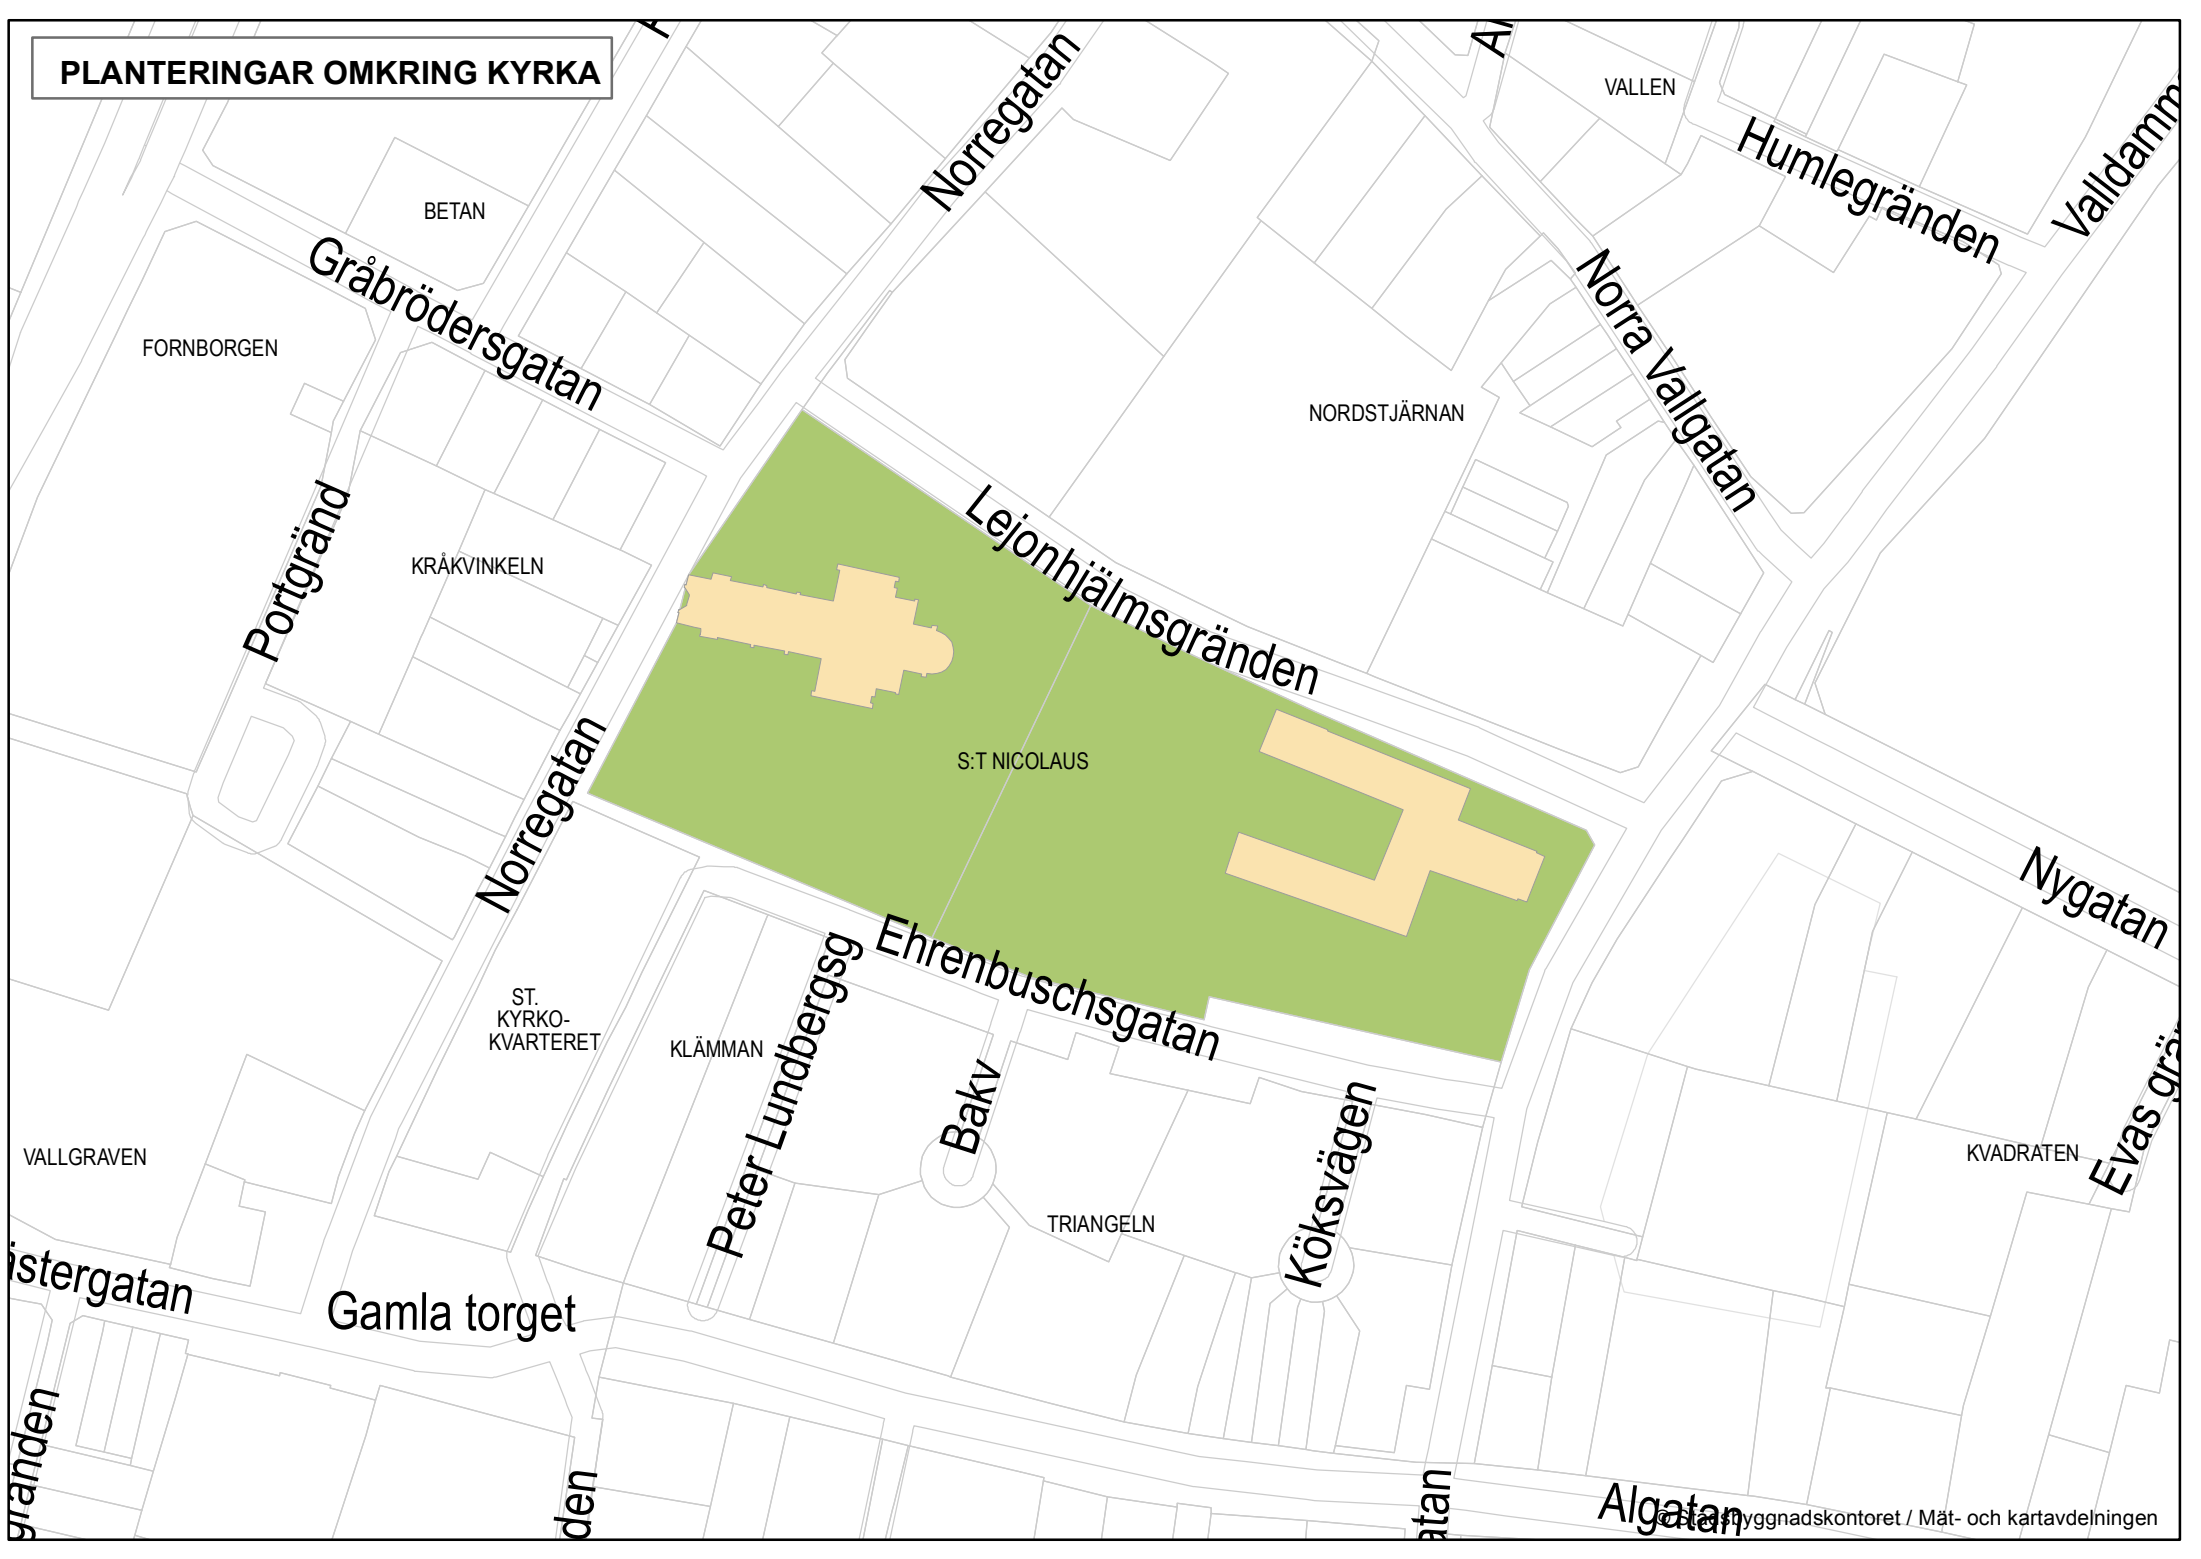 PLANTERINGAR OMKRING KYRKA
Norregatan
VALLEN
Humlegränden
BETAN
Gråbrödersgatan
Norra Vallgatan
FORNBORGEN
NORDSTJÄRNAN
Portgränd
Lejonhjälmsgränden
KRÅKVINKELN
S:T NICOLAUS
Norregatan
Nygatan
Ehrenbuschsgatan
Peter Lundbergsg
ST.
KYRKO-
KVARTERET
KLÄMMAN
Bakv
Köksvägen
VALLGRAVEN
KVADRATEN
TRIANGELN
Gamla torget
Algatan
© Stadsbyggnadskontoret / Mät- och kartavdelningen